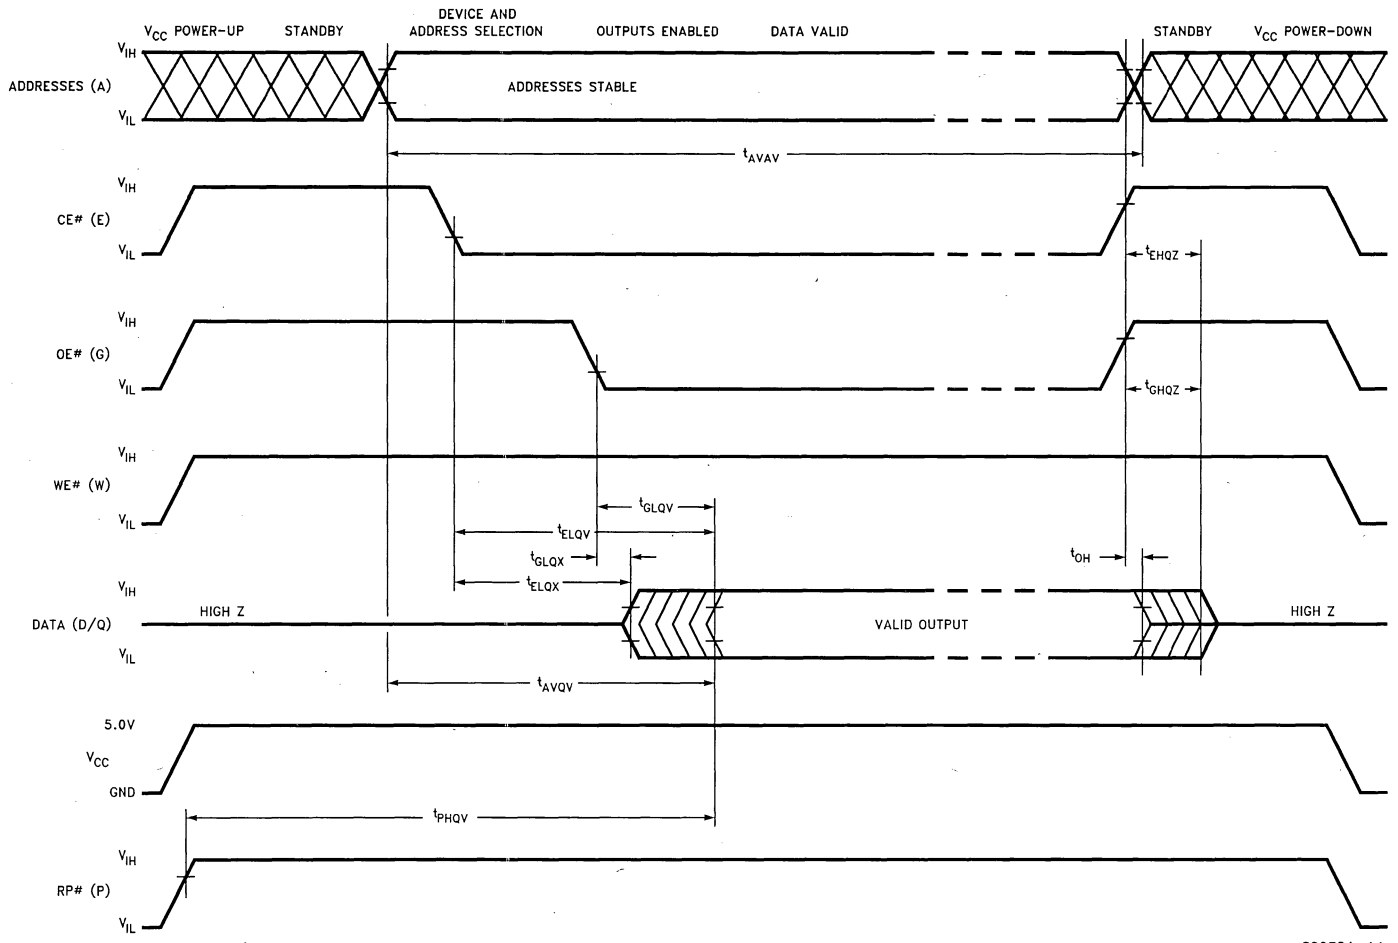 DEVICE AND
VCC POWER-UP STANDBY ADDRESS SELECTION OUTPUTS ENABLED DATA VALID STANDBY VCC POWER-DOWN
VIH
ADDRESSES (A) ADDRESSES STABLE
VIL
tAVAV
VIH
CE# (E)
VIL
tEHQZ
VIH
OE# (G)
VIL
tGHQZ
VIH
WE# (W)
VIL
tGLQV
tELQV
tGLQX tOH
tELQX
VIH
HIGH Z HIGH Z
DATA (D/Q) VALID OUTPUT
VIL
tAVQV
5.0V
VCC
GND
tPHQV
VIH
RP# (P)
VIL